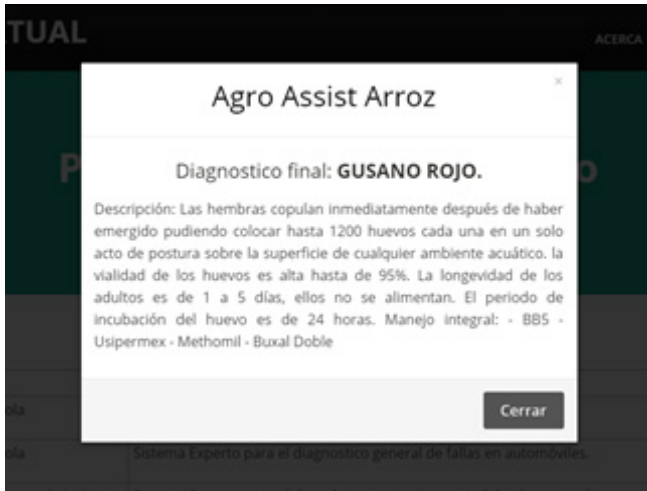 TUAL
ACERCA
Agro Assist Arroz
×
P
O
Diagnostico final: GUSANO ROJO.
Descripción: Las hembras copulan inmediatamente después de haber
emergido pudiendo colocar hasta 1200 huevos cada una en un solo
acto de postura sobre la superficie de cualquier ambiente acuático. la
vialidad de los huevos es alta hasta de 95%. La longevidad de los
adultos es de 1 a 5 días, ellos no se alimentan. El periodo de
incubación del huevo es de 24 horas. Manejo integral: - BB5 -
Usipermex - Methomil - Buxal Doble
Cerrar
ola
ola Sistema Experto para el diagnostico general de fallas en automóviles.